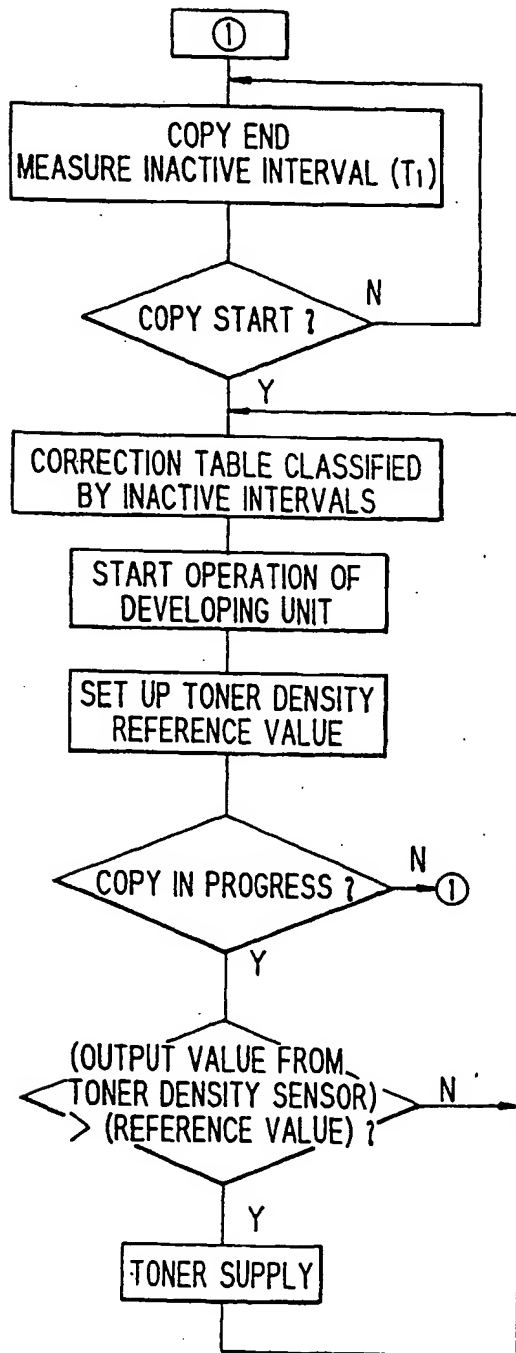 ①
COPY END
MEASURE INACTIVE INTERVAL (T₁)
COPY START ?
N
Y
CORRECTION TABLE CLASSIFIED
BY INACTIVE INTERVALS
START OPERATION OF
DEVELOPING UNIT
SET UP TONER DENSITY
REFERENCE VALUE
COPY IN PROGRESS ?
N
①
Y
(OUTPUT VALUE FROM
TONER DENSITY SENSOR)
> (REFERENCE VALUE) ?
N
Y
TONER SUPPLY